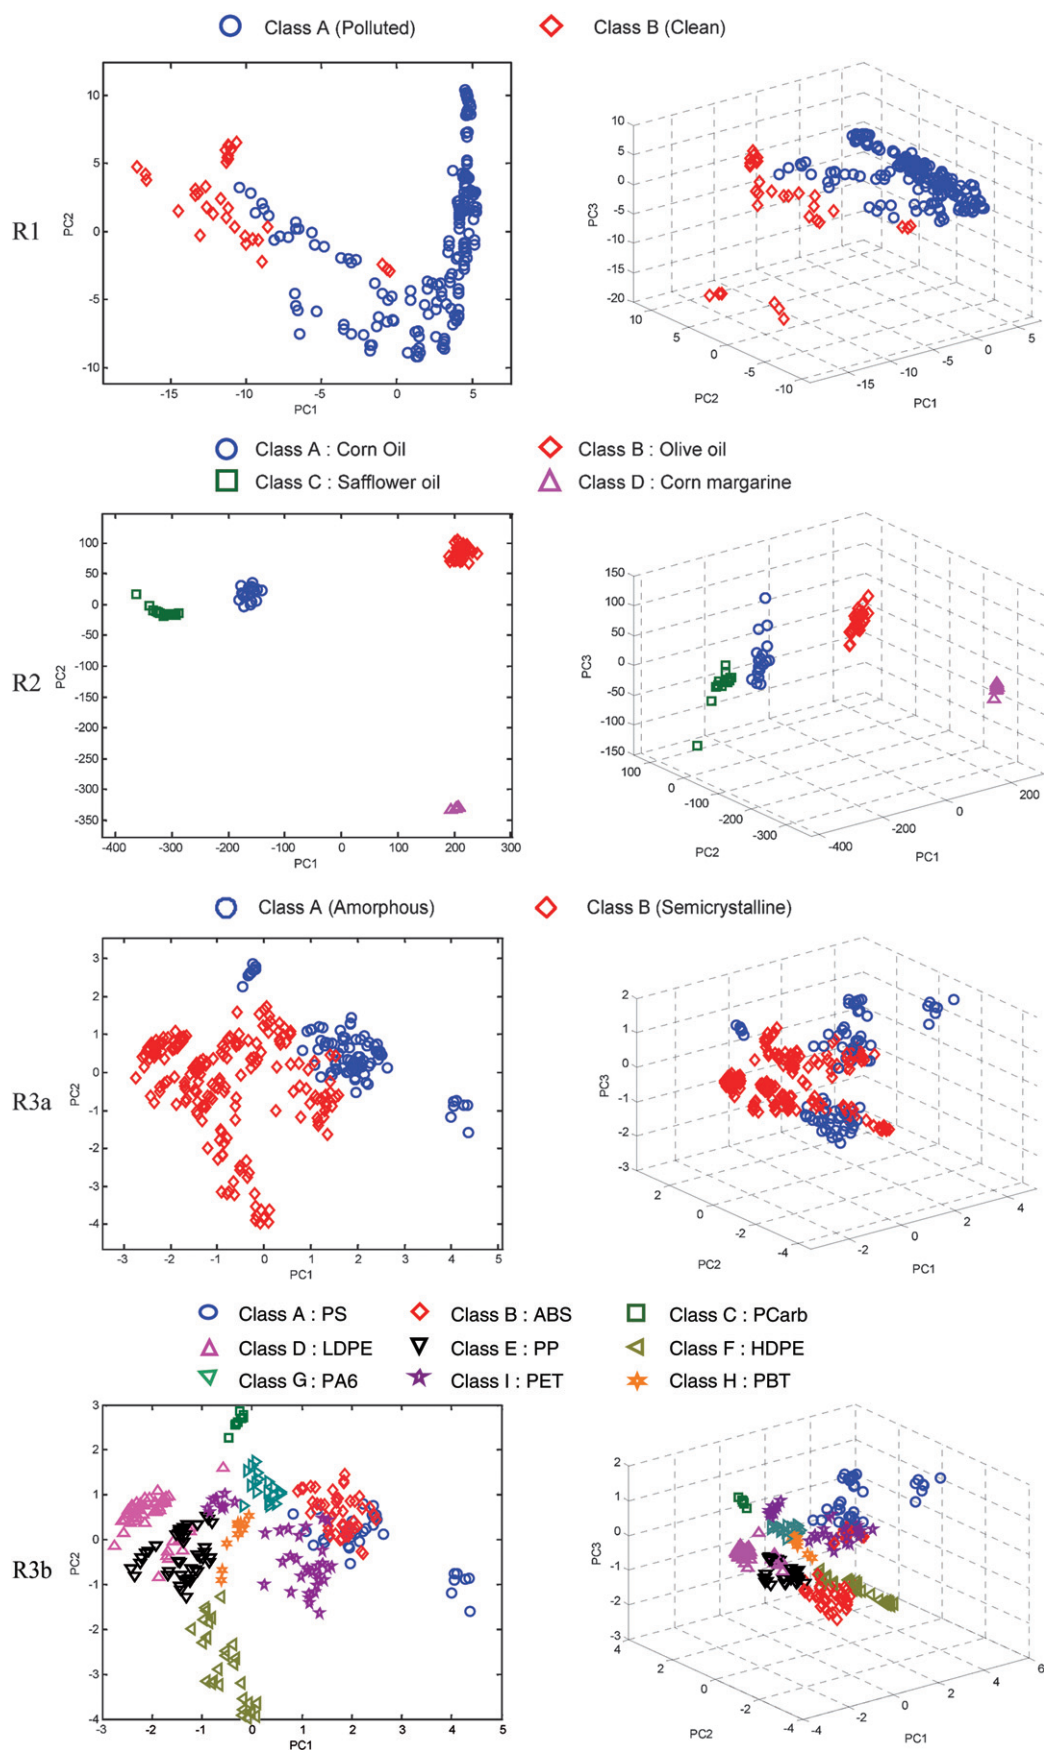 Class A (Polluted) Class B (Clean)
R1
10
5
0
-5
-10
PC2
-15 -10 -5 0 5
PC1
10
5
0
-5
-10
-15
-20
PC3
10 5 0 -5 -10
PC2
-15 -10 -5 0 5
PC1
Class A : Corn Oil Class B : Olive oil
Class C : Safflower oil Class D : Corn margarine
R2
100
50
0
-50
-100
-150
-200
-250
-300
-350
PC2
-400 -300 -200 -100 0 100 200 300
PC1
150
100
50
0
-50
-100
-150
PC3
100 0 -100 -200 -300
PC2
-400 -200 0 200
PC1
Class A (Amorphous) Class B (Semicrystalline)
R3a
3
2
1
0
-1
-2
-3
-4
PC2
-3 -2 -1 0 1 2 3 4 5
PC1
2
1
0
-1
-2
-3
PC3
2 0 -2 -4
PC2
-2 0 2 4
PC1
Class A : PS Class B : ABS Class C : PCarb
Class D : LDPE Class E : PP Class F : HDPE
Class G : PA6 Class I : PET Class H : PBT
R3b
3
2
1
0
-1
-2
-3
-4
PC2
-3 -2 -1 0 1 2 3 4 5
PC1
2
1
0
-1
-2
-3
PC3
4 2 0 -2 -4
PC2
-4 -2 0 2 4 6
PC1